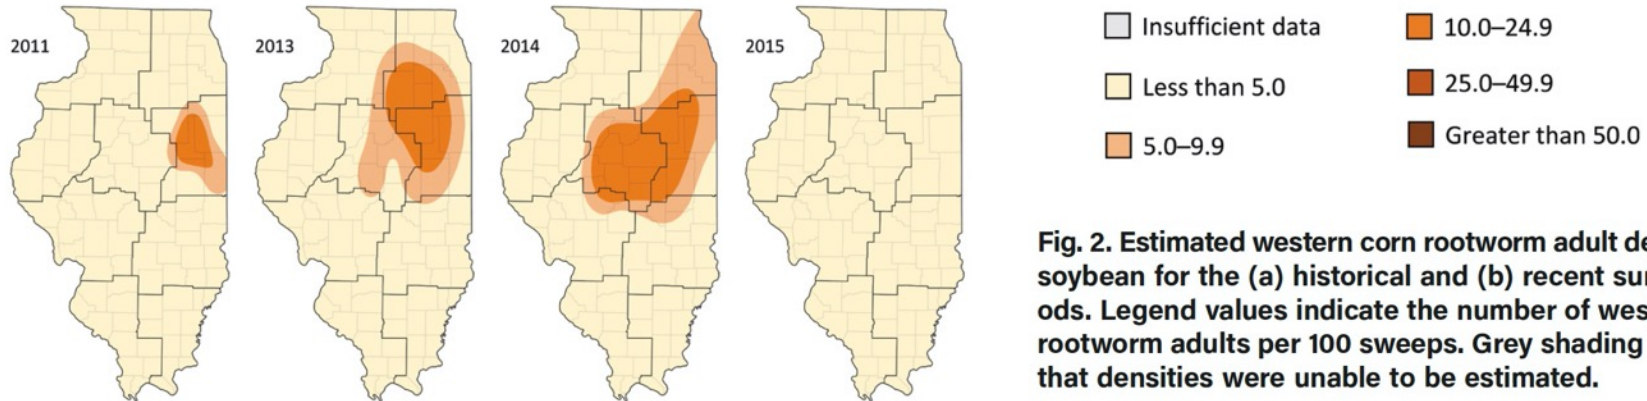 2011
2013
2014
2015
Insufficient data
Less than 5.0
5.0–9.9
10.0–24.9
25.0–49.9
Greater than 50.0
Fig. 2. Estimated western corn rootworm adult
soybean for the (a) historical and (b) recent
ods. Legend values indicate the number of
rootworm adults per 100 sweeps. Grey shading
that densities were unable to be estimated.